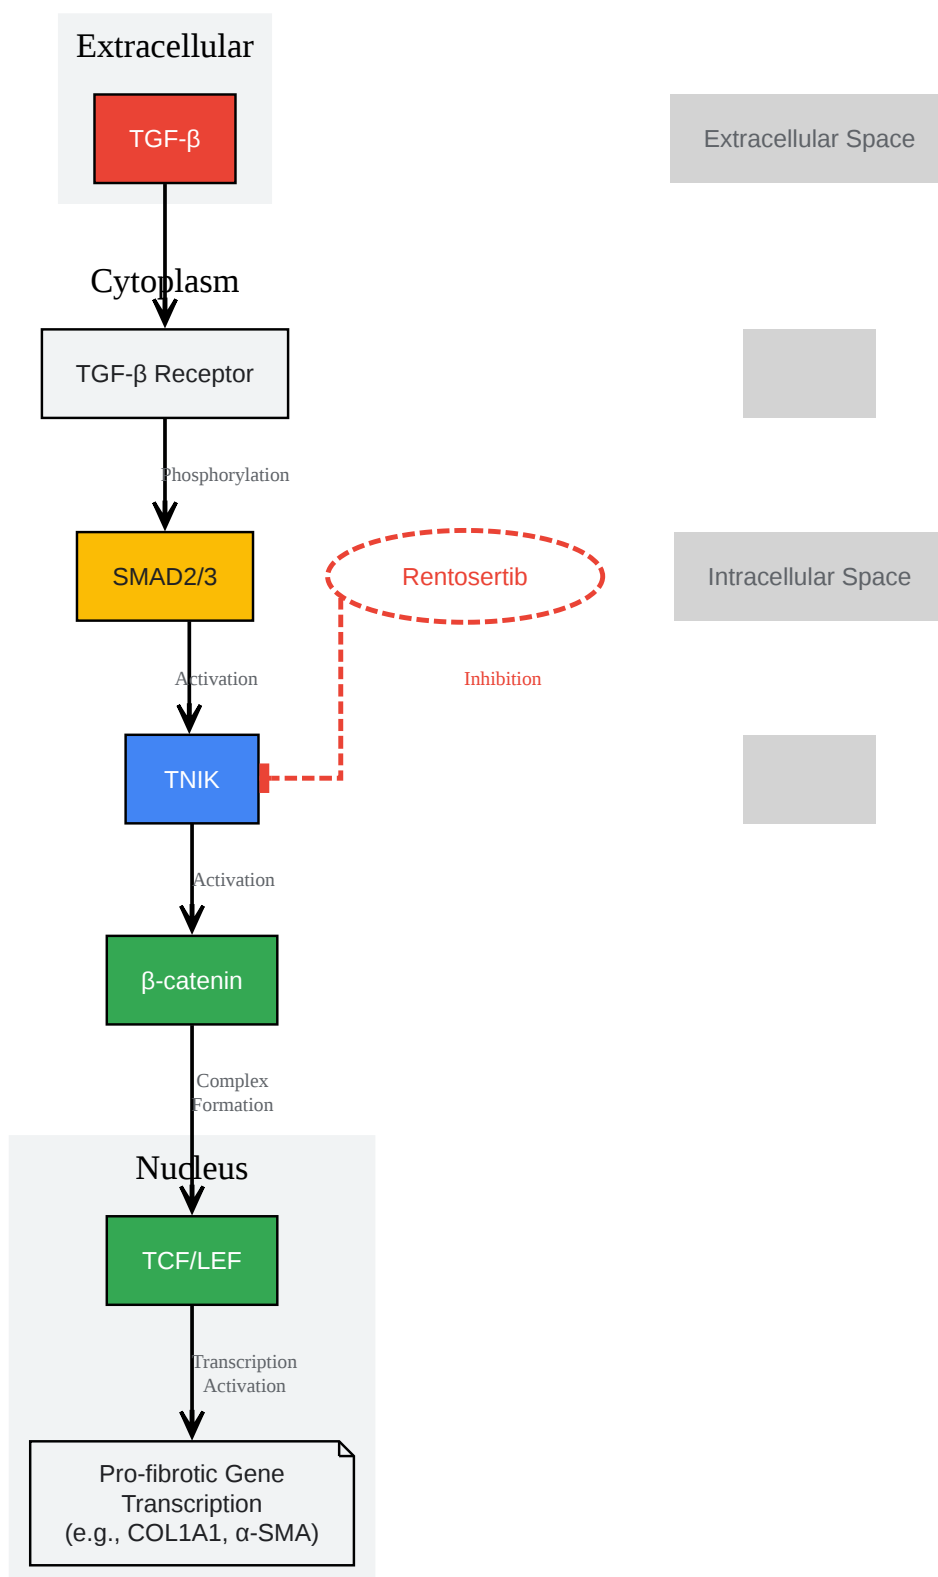 Extracellular
TGF-β
Extracellular Space
Cytoplasm
TGF-β Receptor
Phosphorylation
SMAD2/3
Rentosertib
Intracellular Space
Activation
Inhibition
TNIK
Activation
β-catenin
Complex
Formation
Nucleus
TCF/LEF
Transcription
Activation
Pro-fibrotic Gene
Transcription
(e.g., COL1A1, α-SMA)